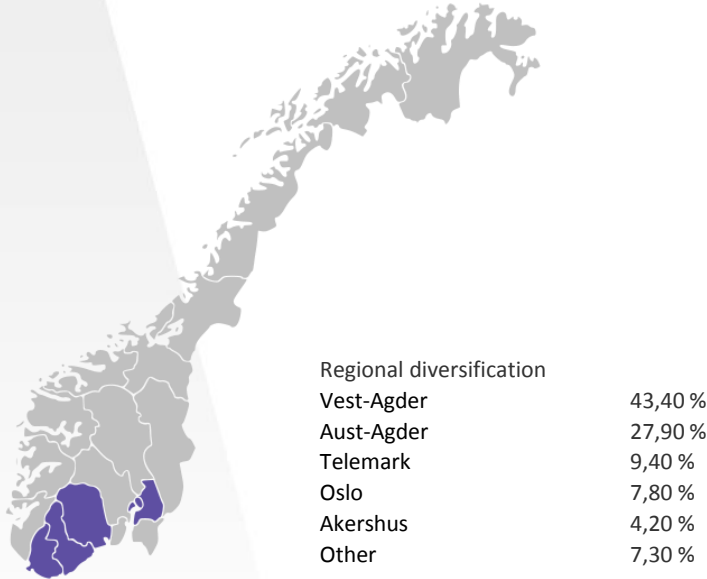 Regional diversification
Vest-Agder 43,40 %
Aust-Agder 27,90 %
Telemark 9,40 %
Oslo 7,80 %
Akershus 4,20 %
Other 7,30 %